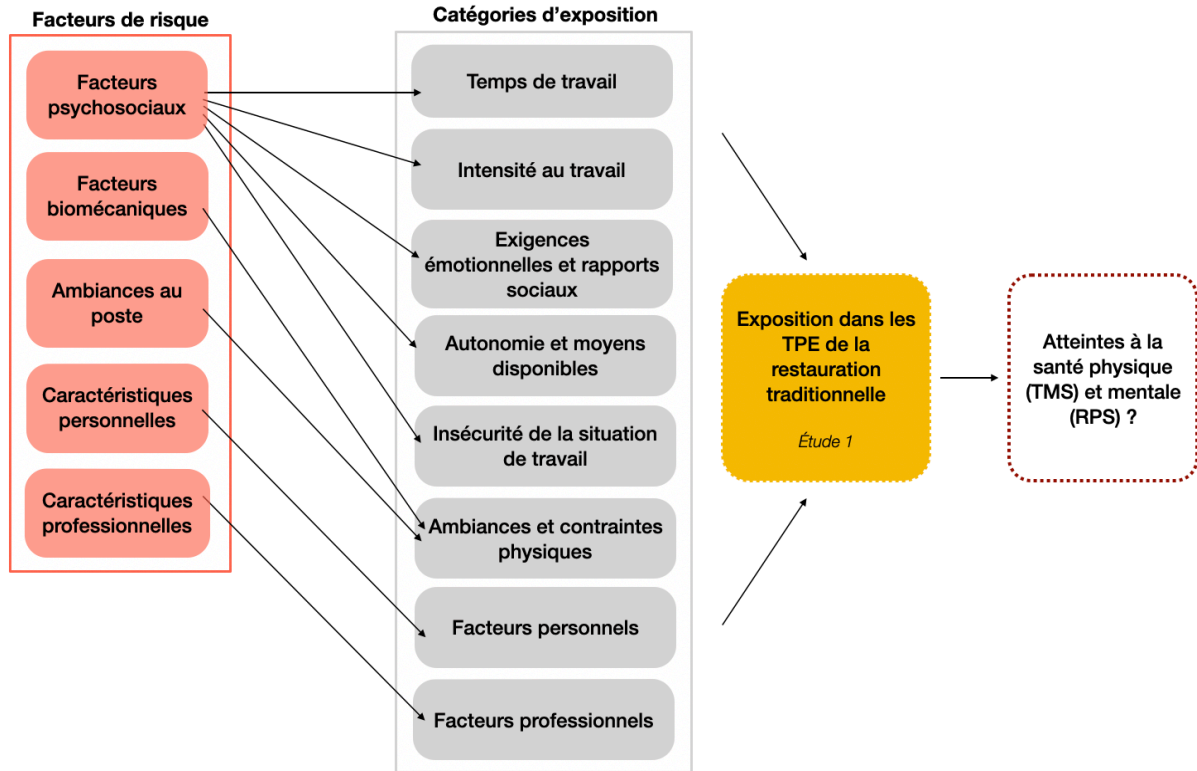 Facteurs de risque
Facteurs
psychosociaux
Facteurs
biomécaniques
Ambiances au
poste
Caractéristiques
personnelles
Caractéristiques
professionnelles
Catégories d'exposition
Temps de travail
Intensité au travail
Exigences
émotionnelles et rapports
sociaux
Autonomie et moyens
disponibles
Insécurité de la situation
de travail
Ambiances et contraintes
physiques
Facteurs personnels
Facteurs professionnels
Exposition dans les
TPE de la
restauration
traditionnelle
Étude 1
Atteintes à la
santé physique
(TMS) et mentale
(RPS) ?